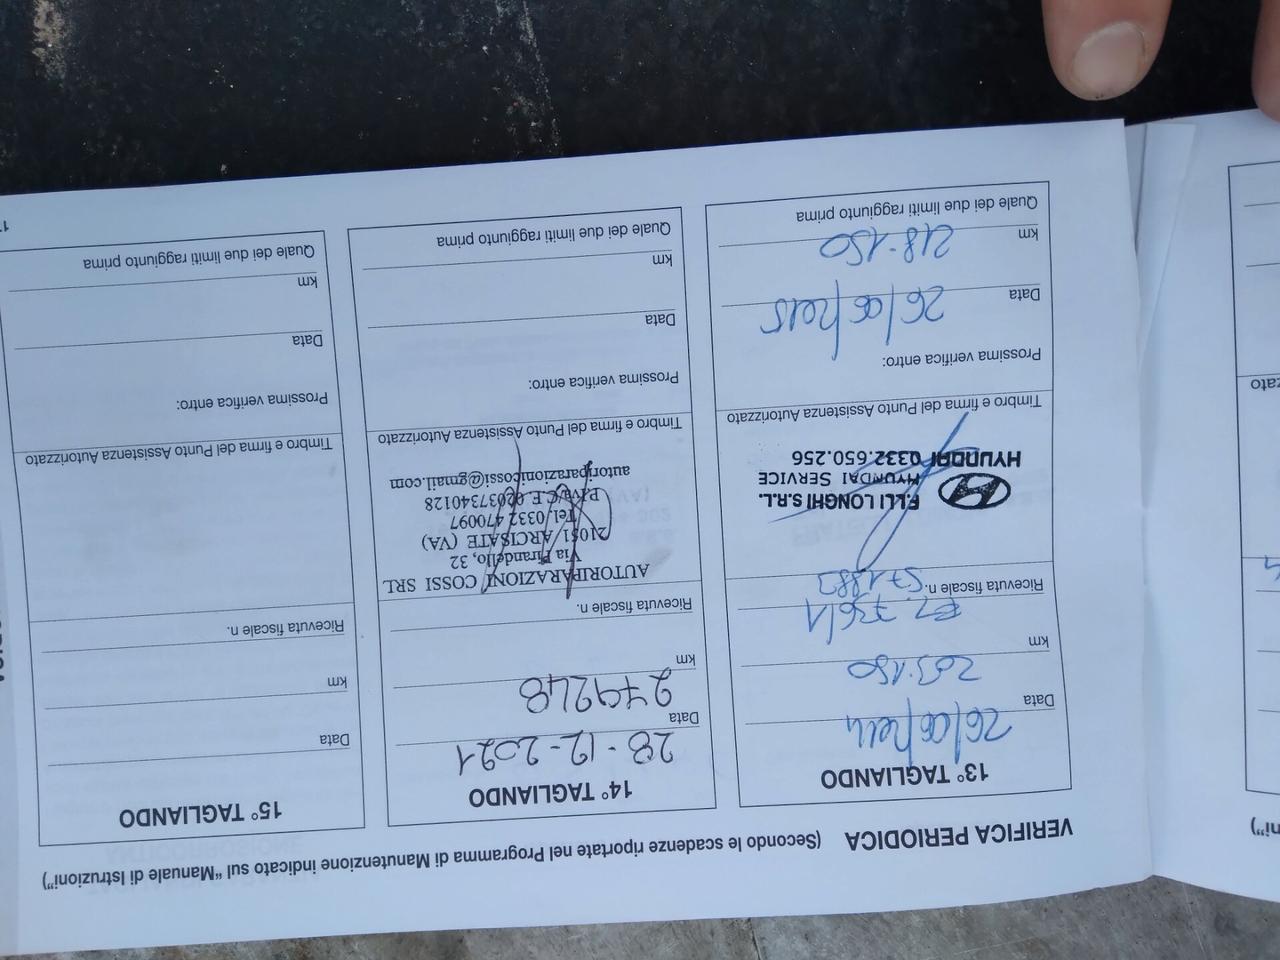 VERIFICA PERIODICA (Secondo le scadenze riportate nel Programma di Manutenzione indicato sul “Manuale di Istruzioni”)
13° TAGLIANDO
Data 26/06/2014
km 203.150
Ricevuta fiscale n.
F.LLI LONGHI S.R.L.
HYUNDAI SERVICE
HYUNDAI 0332.650.256
Timbro e firma del Punto Assistenza Autorizzato
Prossima verifica entro:
Data 26/06/2015
km 218.150
Quale dei due limiti raggiunto prima
14° TAGLIANDO
Data 28-12-2021
km 279248
Ricevuta fiscale n.
AUTORIPARAZIONI COSSI SRL
Via Pirandello, 32
21051 ARCISATE (VA)
Tel. 0332 470097
P.IVA/C.F. 02037340128
autoriparazionicossi@gmail.com
Timbro e firma del Punto Assistenza Autorizzato
Prossima verifica entro:
Data
km
Quale dei due limiti raggiunto prima
15° TAGLIANDO
Data
km
Ricevuta fiscale n.
Timbro e firma del Punto Assistenza Autorizzato
Prossima verifica entro:
Data
km
Quale dei due limiti raggiunto prima